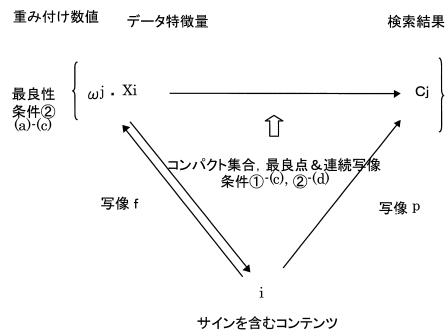 重み付け数値 データ特徴量 検索結果
最良性
条件②
(a)-(c)
ωj・Xi
Cj
コンパクト集合, 最良点&連続写像
条件①-(c), ②-(d)
写像 f
写像 p
i
サインを含むコンテンツ